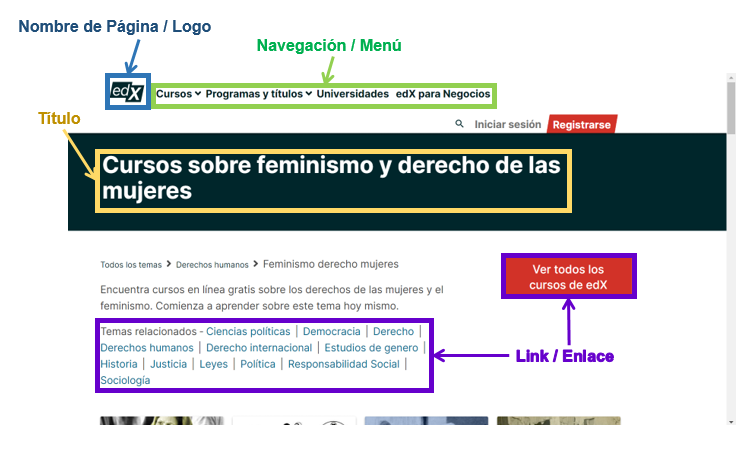 Nombre de Página / Logo
Navegación / Menú
edX
Cursos Programas y títulos Universidades edX para Negocios
Título
Iniciar sesión Registrarse
Cursos sobre feminismo y derecho de las
mujeres
Todos los temas Derechos humanos Feminismo derecho mujeres
Encuentra cursos en línea gratis sobre los derechos de las mujeres y el
feminismo. Comienza a aprender sobre este tema hoy mismo.
Ver todos los
cursos de edX
Temas relacionados - Ciencias políticas | Democracia | Derecho |
Derechos humanos | Derecho internacional | Estudios de genero |
Historia | Justicia | Leyes | Política | Responsabilidad Social |
Sociología
Link / Enlace